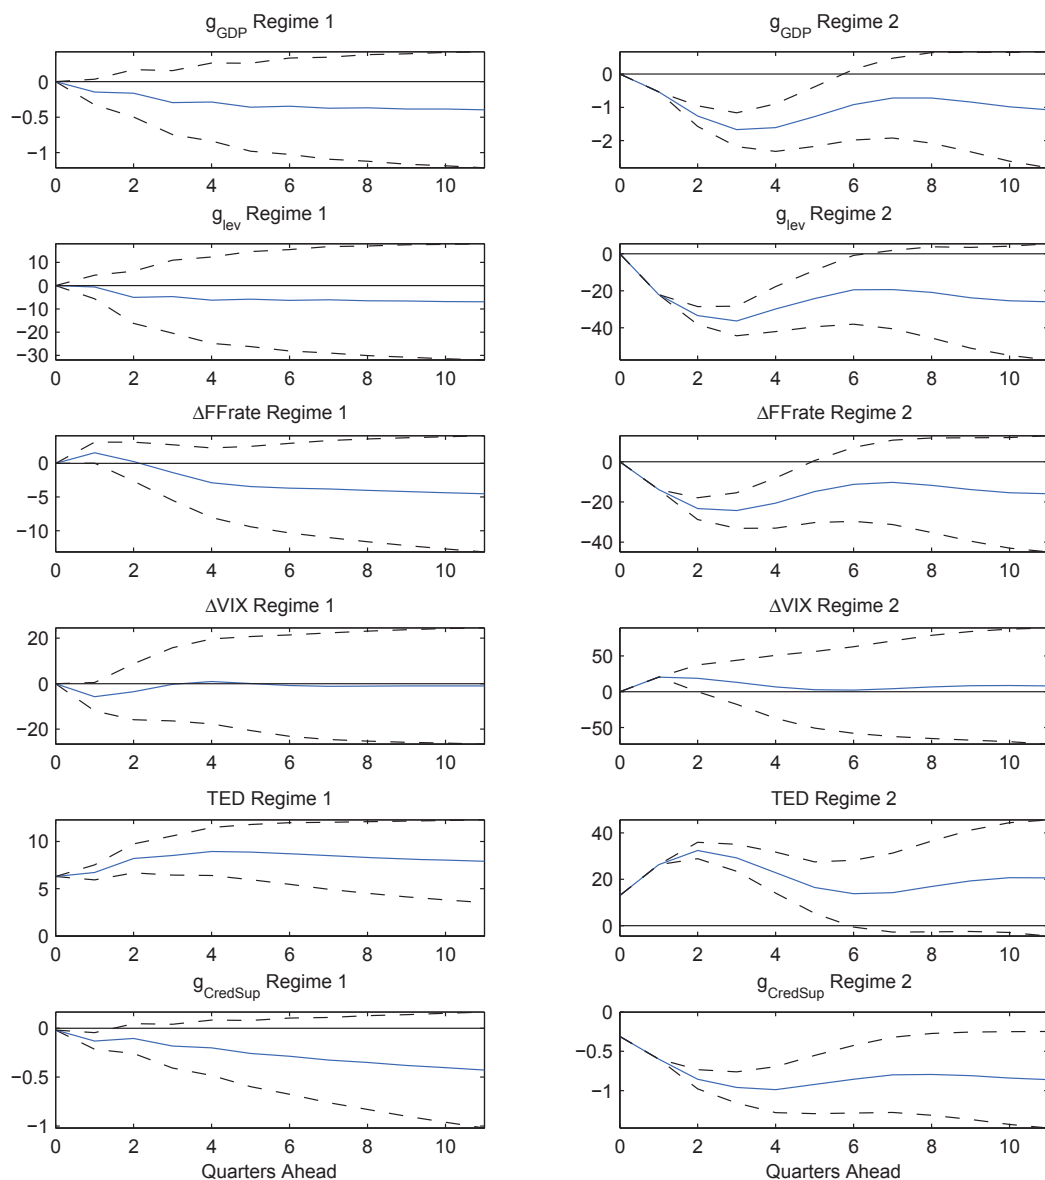 g_GDP Regime 1
0
−0.5
−1
0 2 4 6 8 10
g_GDP Regime 2
0
−1
−2
0 2 4 6 8 10
g_lev Regime 1
10
0
−10
−20
−30
0 2 4 6 8 10
g_lev Regime 2
0
−20
−40
0 2 4 6 8 10
ΔFFrate Regime 1
0
−5
−10
0 2 4 6 8 10
ΔFFrate Regime 2
0
−20
−40
0 2 4 6 8 10
ΔVIX Regime 1
20
0
−20
0 2 4 6 8 10
ΔVIX Regime 2
50
0
−50
0 2 4 6 8 10
TED Regime 1
10
5
0
0 2 4 6 8 10
TED Regime 2
40
20
0
0 2 4 6 8 10
g_CredSup Regime 1
0
−0.5
−1
0 2 4 6 8 10
Quarters Ahead
g_CredSup Regime 2
0
−0.5
−1
0 2 4 6 8 10
Quarters Ahead